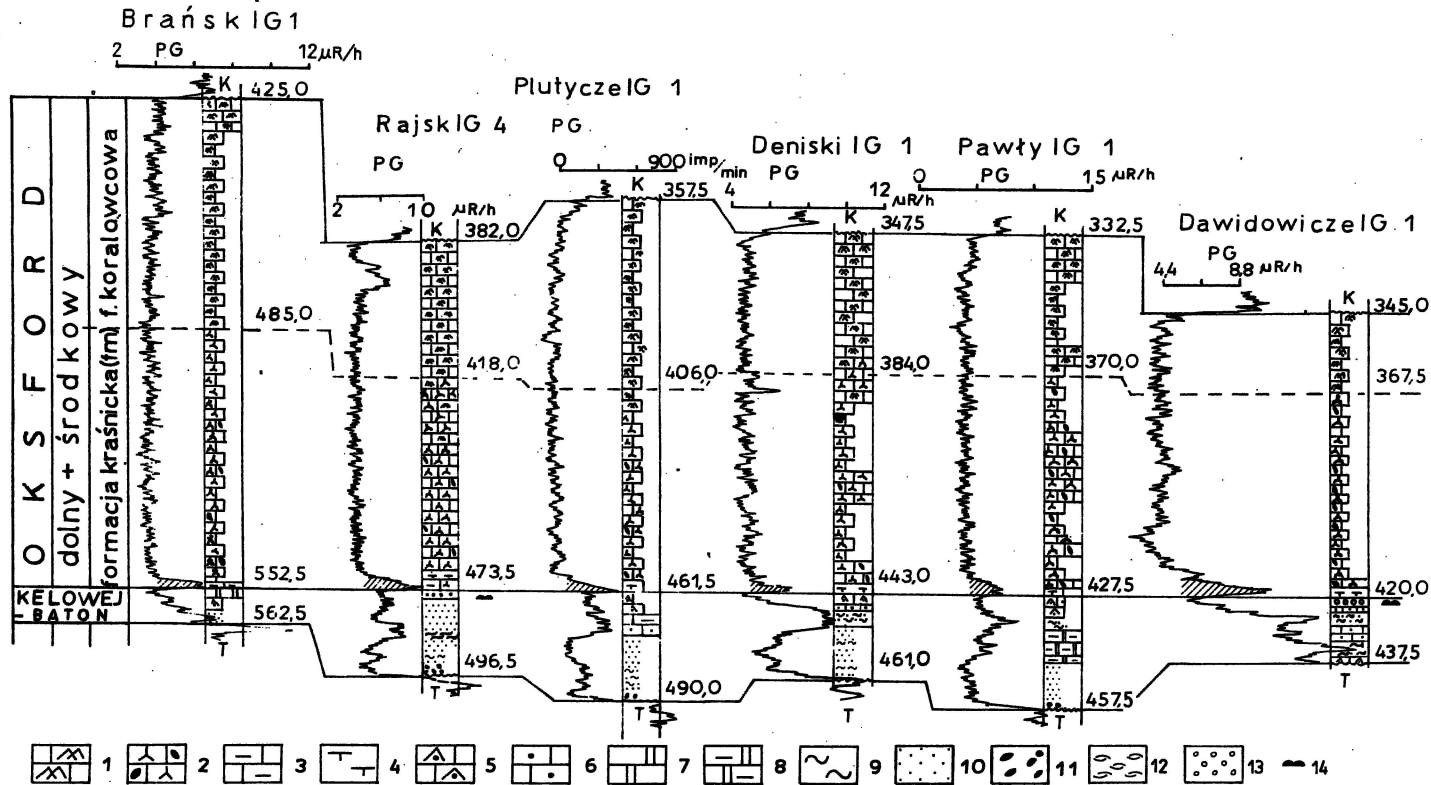 Brańsk IG 1
2 PG 12 μR/h
K
425,0
485,0
552,5
562,5
T
OKSFORD
dolny + środkowy
formacja kraśnicka (fm) f. koralowcowa
KELOWEJ
- BATON
Rajsk IG 4
PG
2 10 μR/h
K
382,0
418,0
473,5
496,5
T
Plutycze IG 1
PG
0 900 imp/min
K
357,5
406,0
461,5
490,0
T
Deniski IG 1
PG
4 12 μR/h
K
347,5
384,0
443,0
461,0
T
Pawły IG 1
0 PG 15 μR/h
K
332,5
370,0
427,5
457,5
T
Dawidowicze IG 1
PG
4,4 8,8 μR/h
K
345,0
367,5
420,0
437,5
T
1 2 3 4 5 6 7 8 9 10 11 12 13 14